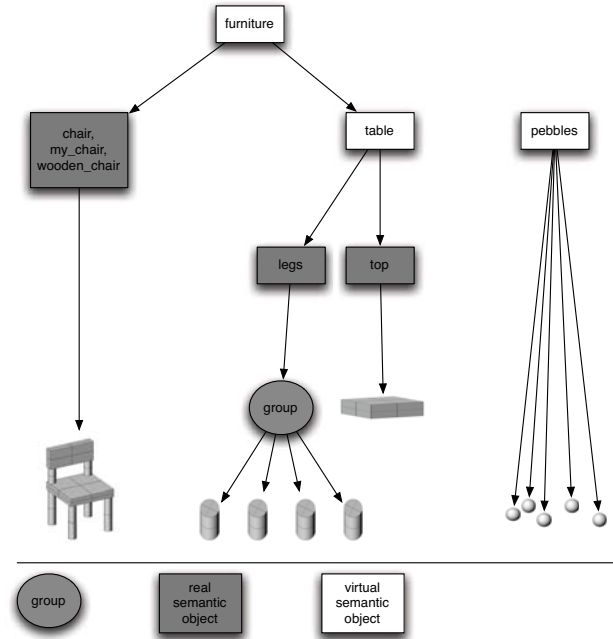 furniture
chair,
my_chair,
wooden_chair
table
pebbles
legs
top
group
group
real
semantic
object
virtual
semantic
object